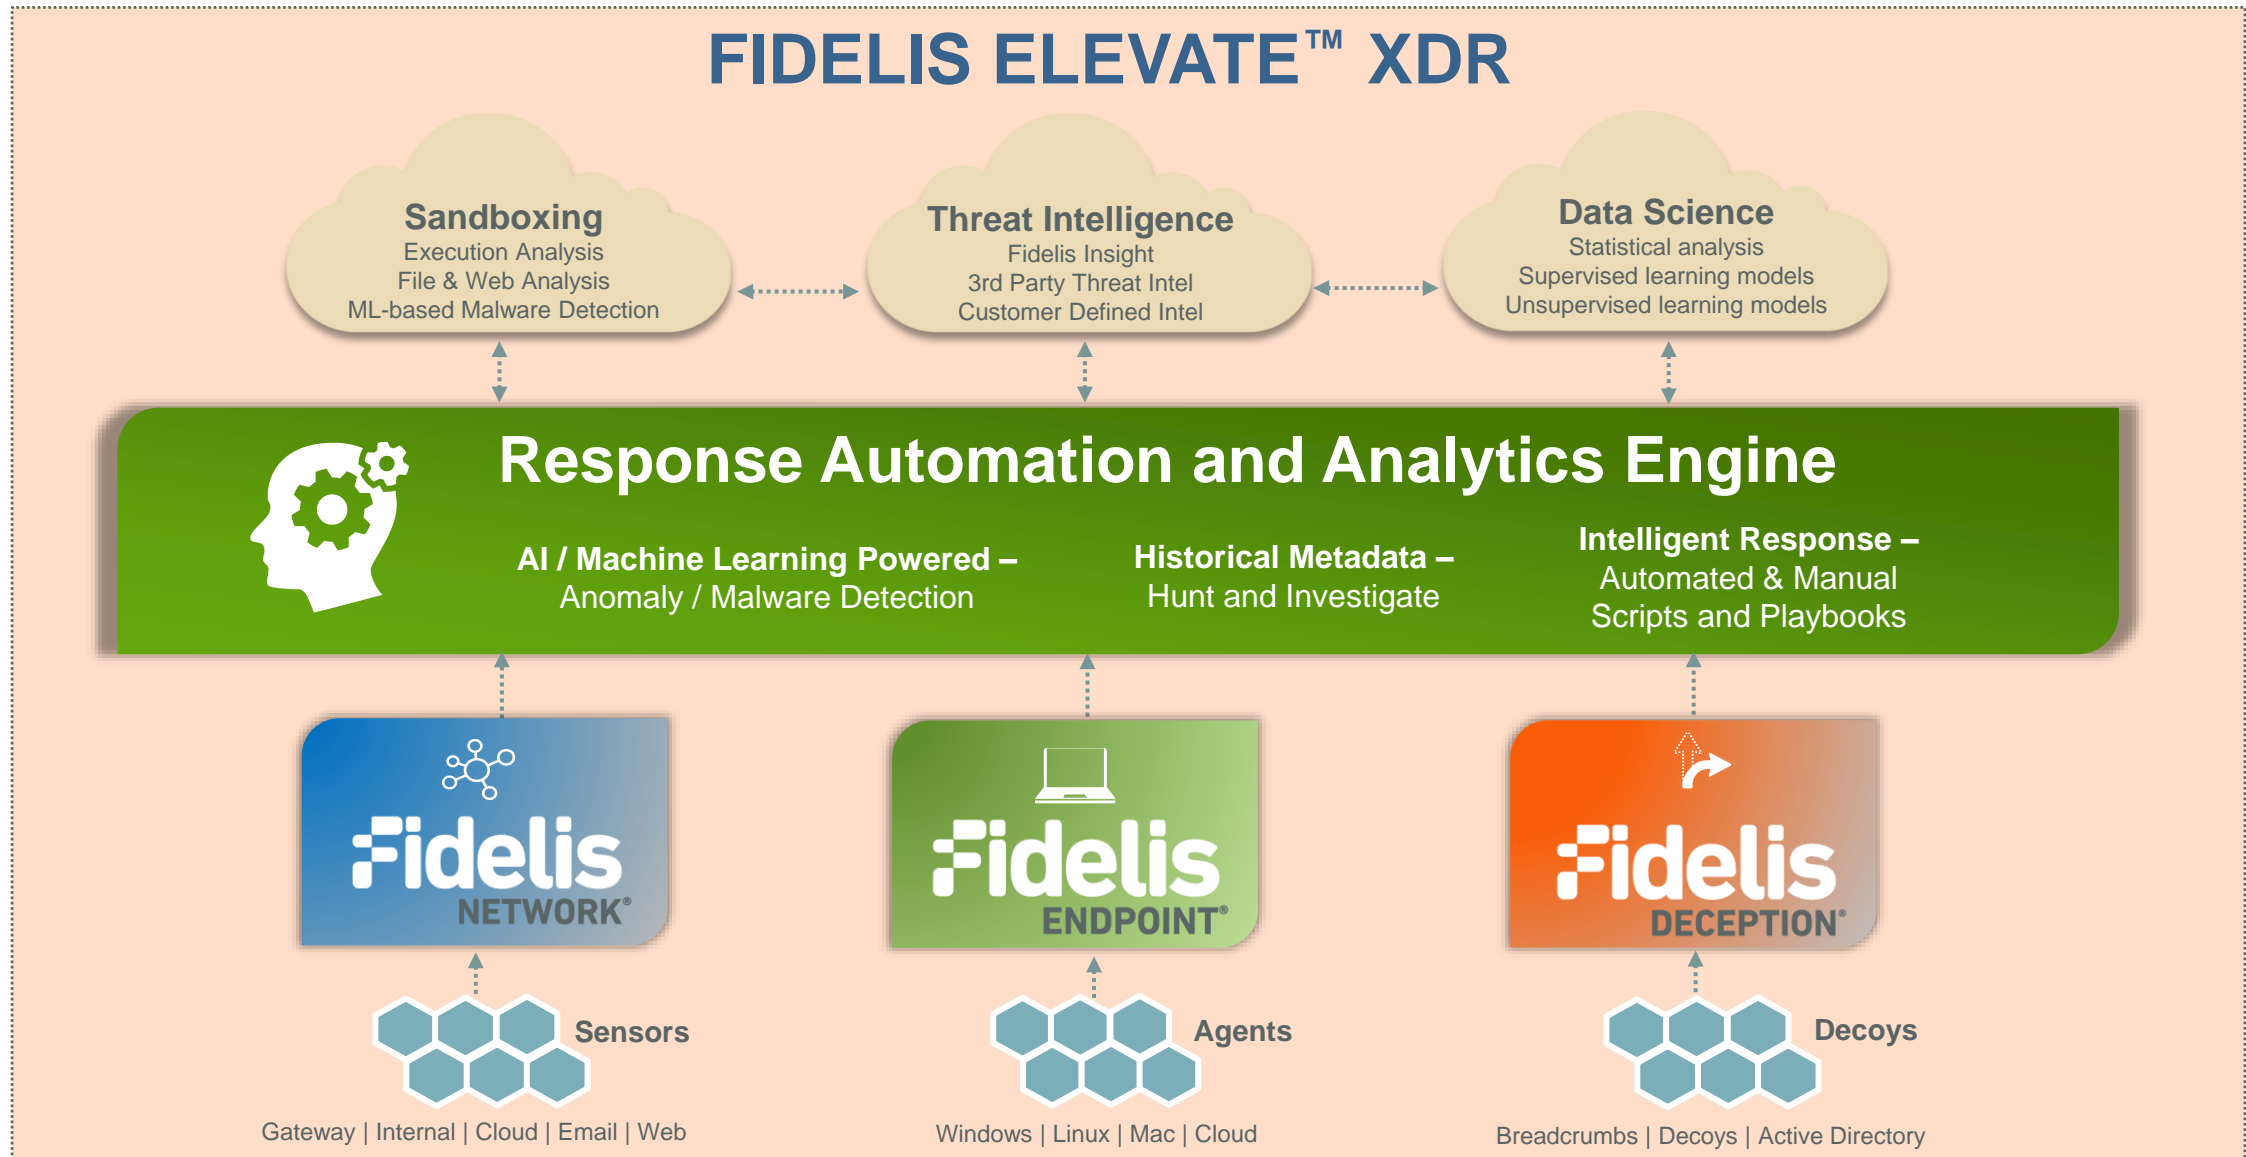 FIDELIS ELEVATE™ XDR
Sandboxing
Execution Analysis
File & Web Analysis
ML-based Malware Detection
Threat Intelligence
Fidelis Insight
3rd Party Threat Intel
Customer Defined Intel
Data Science
Statistical analysis
Supervised learning models
Unsupervised learning models
Response Automation and Analytics Engine
AI / Machine Learning Powered –
Anomaly / Malware Detection
Historical Metadata –
Hunt and Investigate
Intelligent Response –
Automated & Manual
Scripts and Playbooks
Fidelis
NETWORK®
Fidelis
ENDPOINT®
Fidelis
DECEPTION®
Sensors
Agents
Decoys
Gateway | Internal | Cloud | Email | Web
Windows | Linux | Mac | Cloud
Breadcrumbs | Decoys | Active Directory